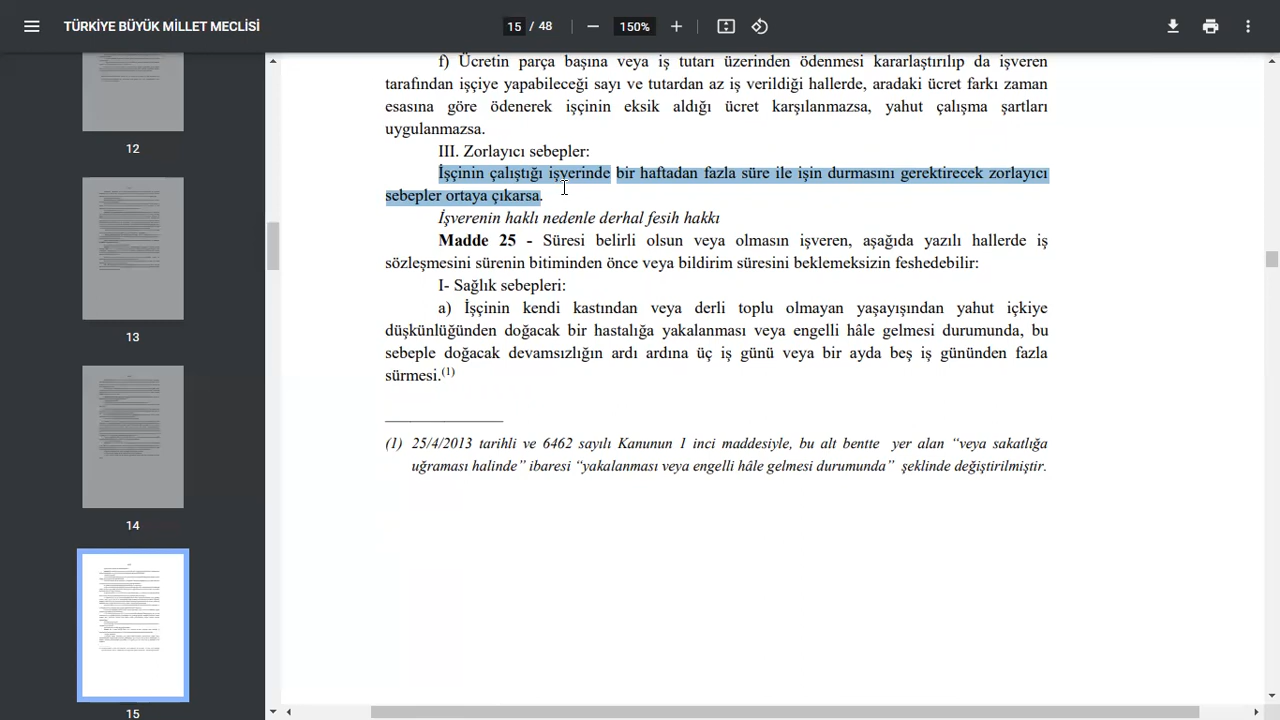 TÜRKİYE BÜYÜK MİLLET MECLİSİ
15 / 48
150%
12
13
14
15
f) Ücretin parça başına veya iş tutarı üzerinden ödenmesi kararlaştırılıp da işveren
tarafından işçiye yapabileceği sayı ve tutardan az iş verildiği hallerde, aradaki ücret farkı zaman
esasına göre ödenerek işçinin eksik aldığı ücret karşılanmazsa, yahut çalışma şartları
uygulanmazsa.
III. Zorlayıcı sebepler:
İşçinin çalıştığı işyerinde bir haftadan fazla süre ile işin durmasını gerektirecek zorlayıcı
sebepler ortaya çıkarsa.
İşverenin haklı nedenle derhal fesih hakkı
Madde 25 - Süresi belirli olsun veya olmasın işveren, aşağıda yazılı hallerde iş
sözleşmesini sürenin bitiminden önce veya bildirim süresini beklemeksizin feshedebilir:
I- Sağlık sebepleri:
a) İşçinin kendi kastından veya derli toplu olmayan yaşayışından yahut içkiye
düşkünlüğünden doğacak bir hastalığa yakalanması veya engelli hâle gelmesi durumunda, bu
sebeple doğacak devamsızlığın ardı ardına üç iş günü veya bir ayda beş iş gününden fazla
sürmesi.(1)
(1) 25/4/2013 tarihli ve 6462 sayılı Kanunun 1 inci maddesiyle, bu alt bentte yer alan “veya sakatlığa
uğraması halinde” ibaresi “yakalanması veya engelli hâle gelmesi durumunda” şeklinde değiştirilmiştir.